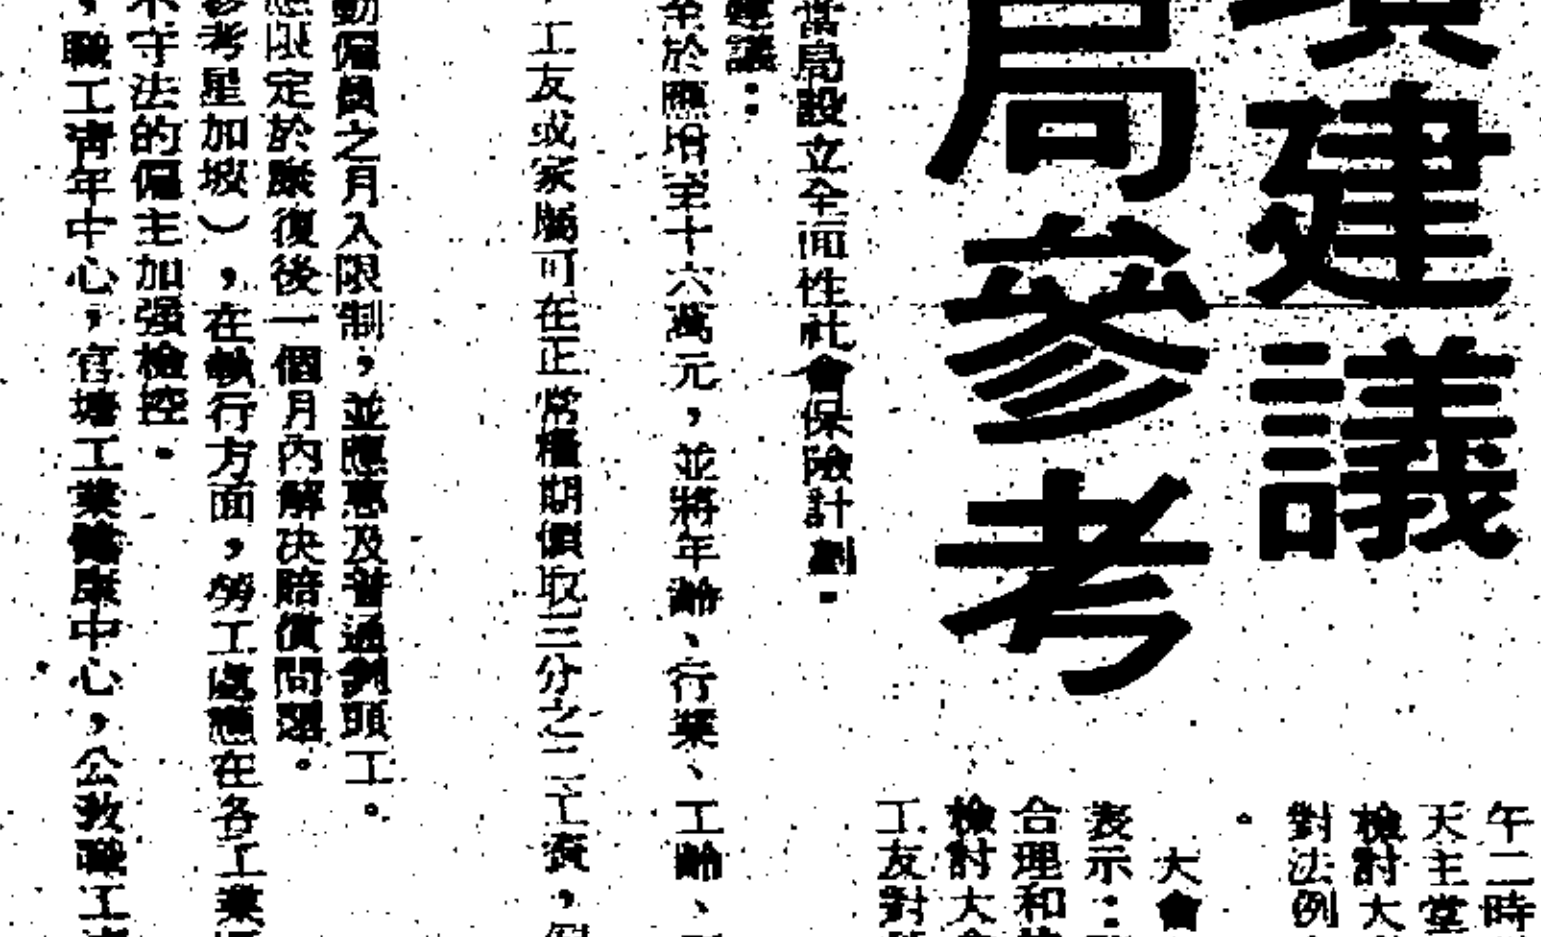 建議
局參考
午二時
天主堂
檢討大
對法例
。
大會
表示：
合理和
檢討大會
工友對
當局設立全面性社會保險計劃．
建議：
至於應增至十六萬元，並將年齡、行業、工齡、
工友或家屬可在正常糧期領取三分之二工資，
動僱員之月入限制，並應惠及普通判頭工。
應限定於康復後一個月內解決賠償問題。
參考星加坡），在執行方面，勞工處應在各工業
不守法的僱主加强檢控．
，職工青年中心，官塘工業健康中心，公教職工